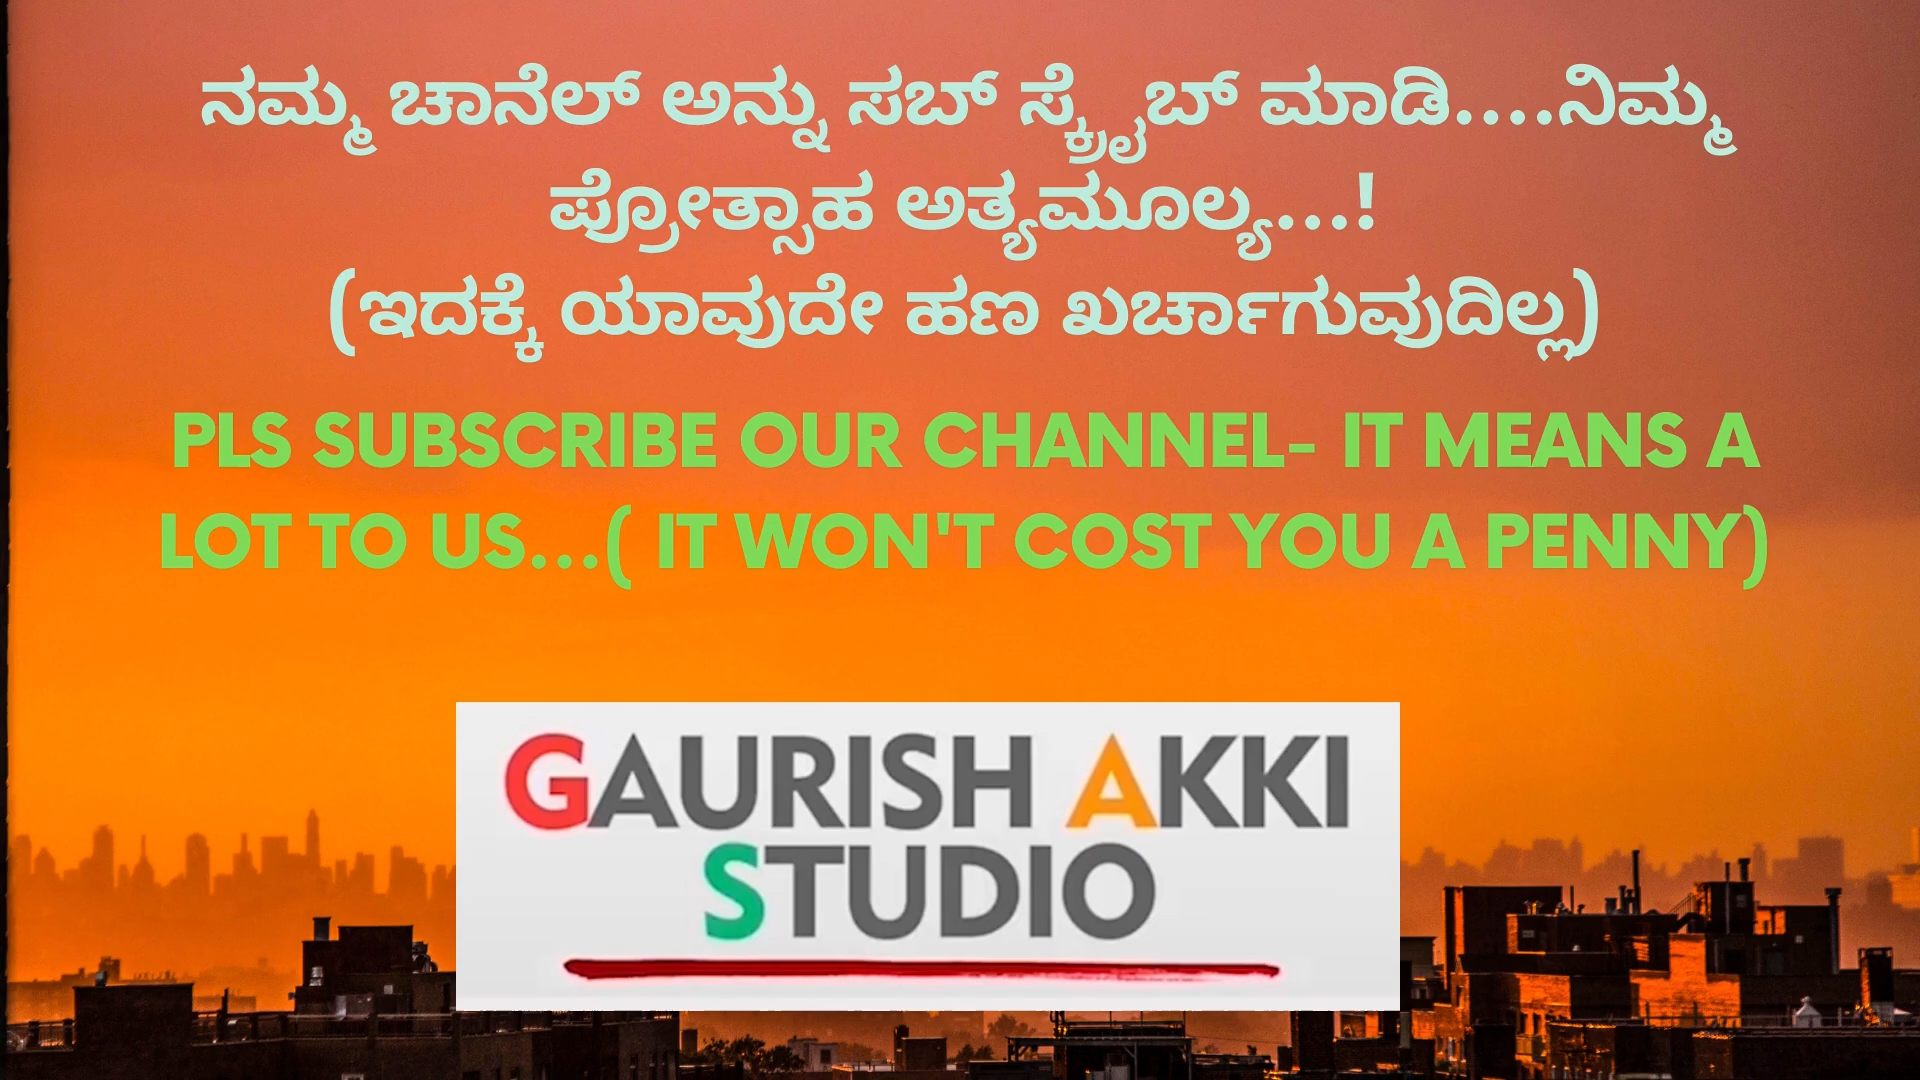 ನಮ್ಮ ಚಾನೆಲ್ ಅನ್ನು ಸಬ್ ಸ್ಕ್ರೈಬ್ ಮಾಡಿ....ನಿಮ್ಮ
ಪ್ರೋತ್ಸಾಹ ಅತ್ಯಮೂಲ್ಯ...!
(ಇದಕ್ಕೆ ಯಾವುದೇ ಹಣ ಖರ್ಚಾಗುವುದಿಲ್ಲ)
PLS SUBSCRIBE OUR CHANNEL- IT MEANS A
LOT TO US...( IT WON'T COST YOU A PENNY)
GAURISH AKKI
STUDIO